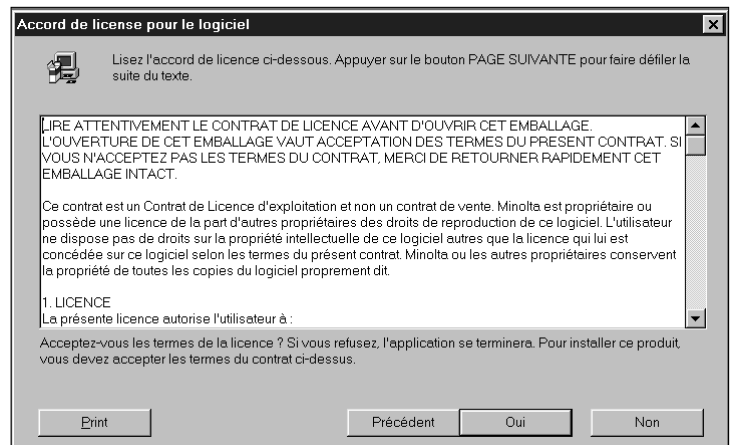 Accord de license pour le logiciel
Lisez l'accord de licence ci-dessous. Appuyer sur le bouton PAGE SUIVANTE pour faire défiler la
suite du texte.
LIRE ATTENTIVEMENT LE CONTRAT DE LICENCE AVANT D'OUVRIR CET EMBALLAGE.
L'OUVERTURE DE CET EMBALLAGE VAUT ACCEPTATION DES TERMES DU PRESENT CONTRAT. SI
VOUS N'ACCEPTEZ PAS LES TERMES DU CONTRAT, MERCI DE RETOURNER RAPIDEMENT CET
EMBALLAGE INTACT.
Ce contrat est un Contrat de Licence d'exploitation et non un contrat de vente. Minolta est propriétaire ou
possède une licence de la part d'autres propriétaires des droits de reproduction de ce logiciel. L'utilisateur
ne dispose pas de droits sur la propriété intellectuelle de ce logiciel autres que la licence qui lui est
concédée sur ce logiciel selon les termes du présent contrat. Minolta ou les autres propriétaires conservent
la propriété de toutes les copies du logiciel proprement dit.
1. LICENCE
La présente licence autorise l'utilisateur à :
Acceptez-vous les termes de la licence ? Si vous refusez, l'application se terminera. Pour installer ce produit,
vous devez accepter les termes du contrat ci-dessus.
Print
Précédent
Oui
Non